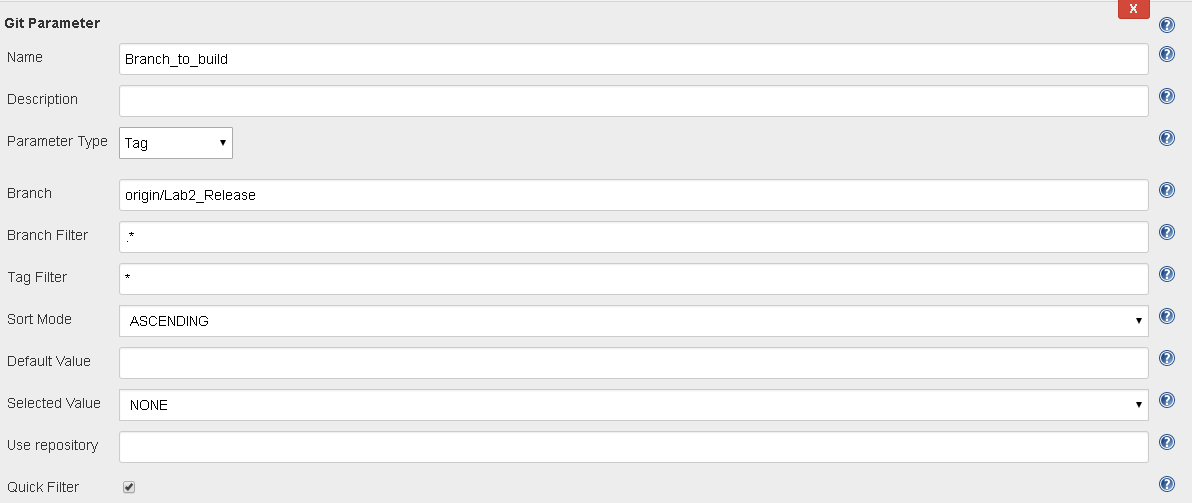 X
Git Parameter
Name Branch_to_build
Description
Parameter Type Tag
Branch origin/Lab2_Release
Branch Filter .*
Tag Filter *
Sort Mode ASCENDING
Default Value
Selected Value NONE
Use repository
Quick Filter